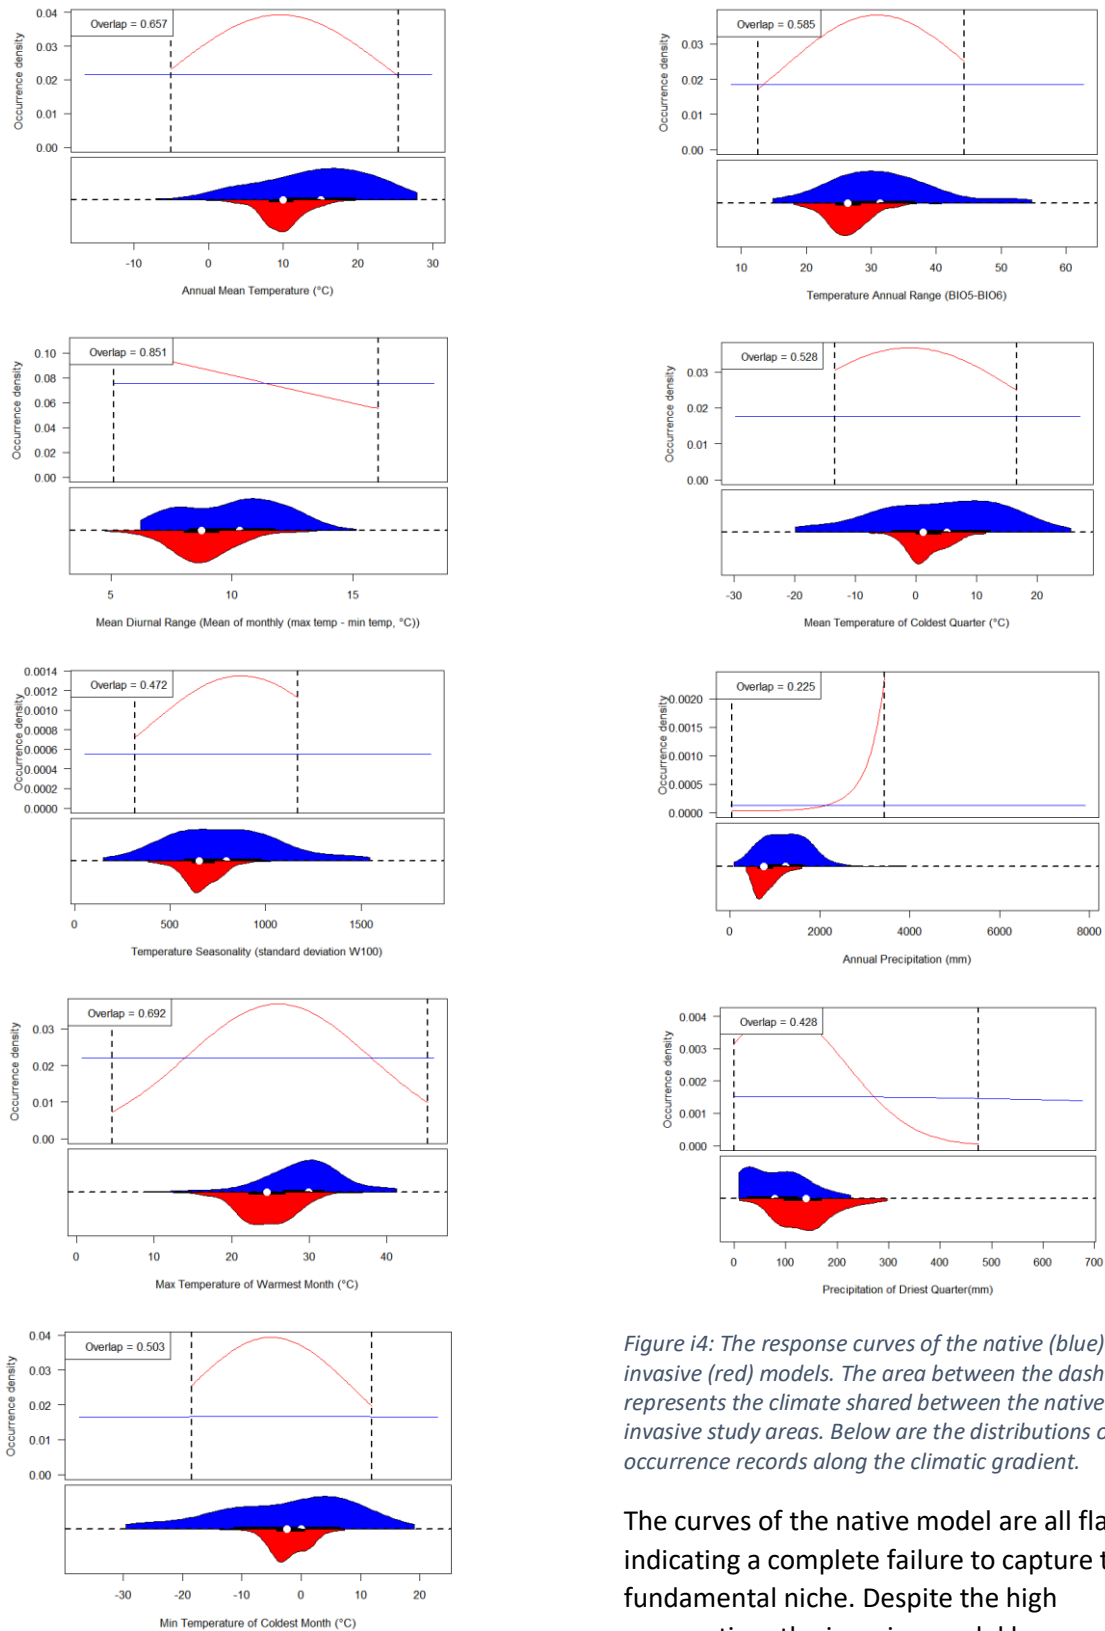 Overlap = 0.657
Occurrence density
0.04
0.03
0.02
0.01
0.00
-10 0 10 20 30
Annual Mean Temperature (°C)
Overlap = 0.851
Occurrence density
0.10
0.08
0.06
0.04
0.02
0.00
5 10 15
Mean Diurnal Range (Mean of monthly (max temp - min temp, °C))
Overlap = 0.472
Occurrence density
0.0014
0.0012
0.0010
0.0008
0.0006
0.0004
0.0002
0.0000
0 500 1000 1500
Temperature Seasonality (standard deviation W100)
Overlap = 0.692
Occurrence density
0.03
0.02
0.01
0.00
0 10 20 30 40
Max Temperature of Warmest Month (°C)
Overlap = 0.503
Occurrence density
0.04
0.03
0.02
0.01
0.00
-30 -20 -10 0 10 20
Min Temperature of Coldest Month (°C)
Overlap = 0.585
Occurrence density
0.03
0.02
0.01
0.00
10 20 30 40 50 60
Temperature Annual Range (BIO5-BIO6)
Overlap = 0.528
Occurrence density
0.03
0.02
0.01
0.00
-30 -20 -10 0 10 20
Mean Temperature of Coldest Quarter (°C)
Overlap = 0.225
Occurrence density
0.0020
0.0015
0.0010
0.0005
0.0000
0 2000 4000 6000 8000
Annual Precipitation (mm)
Overlap = 0.428
Occurrence density
0.004
0.003
0.002
0.001
0.000
0 100 200 300 400 500 600 700
Precipitation of Driest Quarter(mm)
Figure i4: The response curves of the native (blue)
invasive (red) models. The area between the dash
represents the climate shared between the native
invasive study areas. Below are the distributions o
occurrence records along the climatic gradient.
The curves of the native model are all fla
indicating a complete failure to capture t
fundamental niche. Despite the high